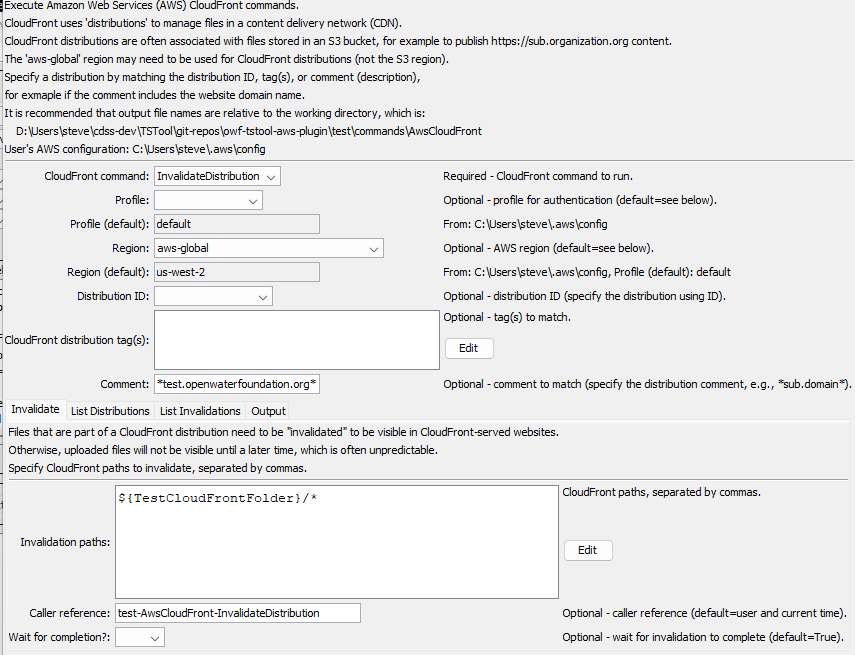 Execute Amazon Web Services (AWS) CloudFront commands.
CloudFront uses 'distributions' to manage files in a content delivery network (CDN).
CloudFront distributions are often associated with files stored in an S3 bucket, for example to publish https://sub.organization.org content.
The 'aws-global' region may need to be used for CloudFront distributions (not the S3 region).
Specify a distribution by matching the distribution ID, tag(s), or comment (description),
for exmaple if the comment includes the website domain name.
It is recommended that output file names are relative to the working directory, which is:
D:\Users\steve\cdss-dev\TSTool\git-repos\owf-tstool-aws-plugin\test\commands\AwsCloudFront
User's AWS configuration: C:\Users\steve\.aws\config
CloudFront command: InvalidateDistribution Required - CloudFront command to run.
Profile: Optional - profile for authentication (default=see below).
Profile (default): default From: C:\Users\steve\.aws\config
Region: aws-global Optional - AWS region (default=see below).
Region (default): us-west-2 From: C:\Users\steve\.aws\config, Profile (default): default
Distribution ID: Optional - distribution ID (specify the distribution using ID).
Optional - tag(s) to match.
CloudFront distribution tag(s): Edit
Comment: *test.openwaterfoundation.org* Optional - comment to match (specify the distribution comment, e.g., *sub.domain*).
Invalidate List Distributions List Invalidations Output
Files that are part of a CloudFront distribution need to be "invalidated" to be visible in CloudFront-served websites.
Otherwise, uploaded files will not be visible until a later time, which is often unpredictable.
Specify CloudFront paths to invalidate, separated by commas.
${TestCloudFrontFolder}/* CloudFront paths, separated by commas.
Invalidation paths: Edit
Caller reference: test-AwsCloudFront-InvalidateDistribution Optional - caller reference (default=user and current time).
Wait for completion?: Optional - wait for invalidation to complete (default=True).